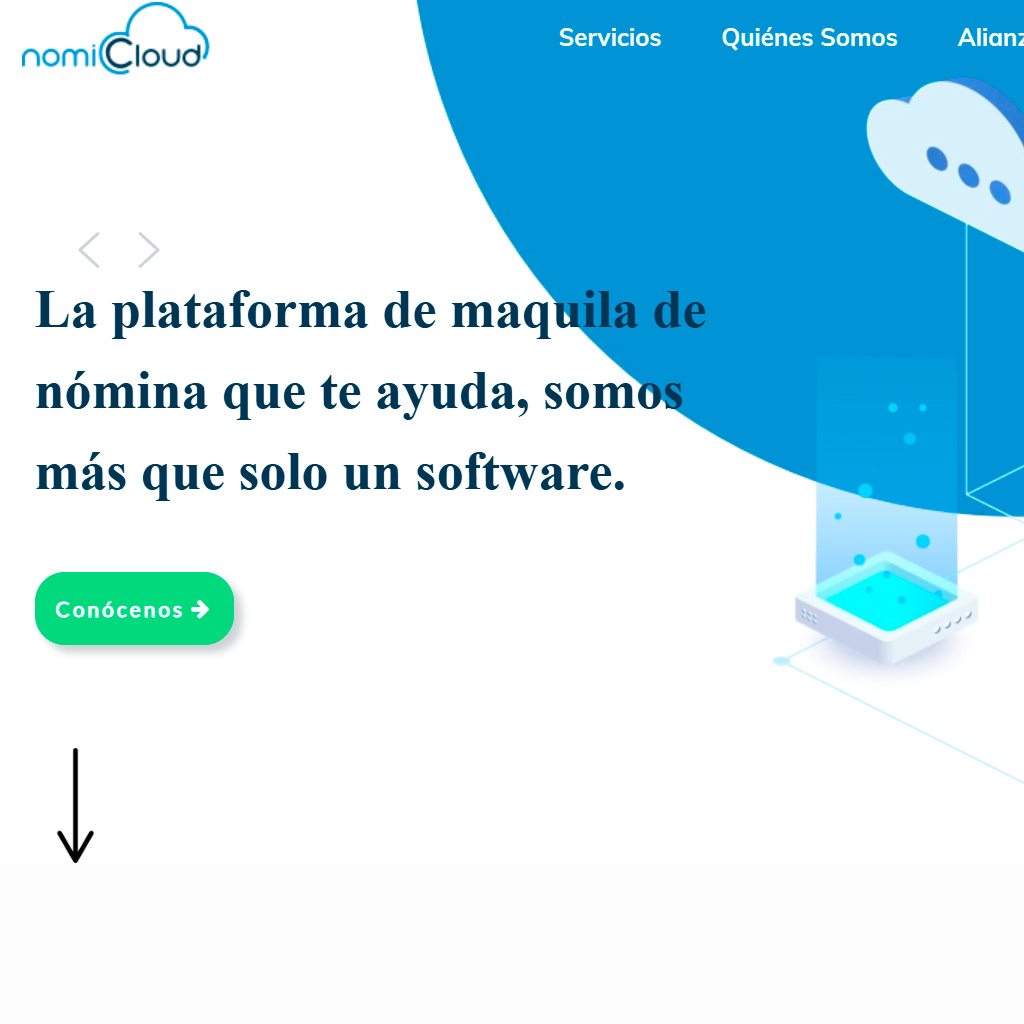 nomiCloud
Servicios Quiénes Somos Alianz
La plataforma de maquila de
nómina que te ayuda, somos
más que solo un software.
Conócenos